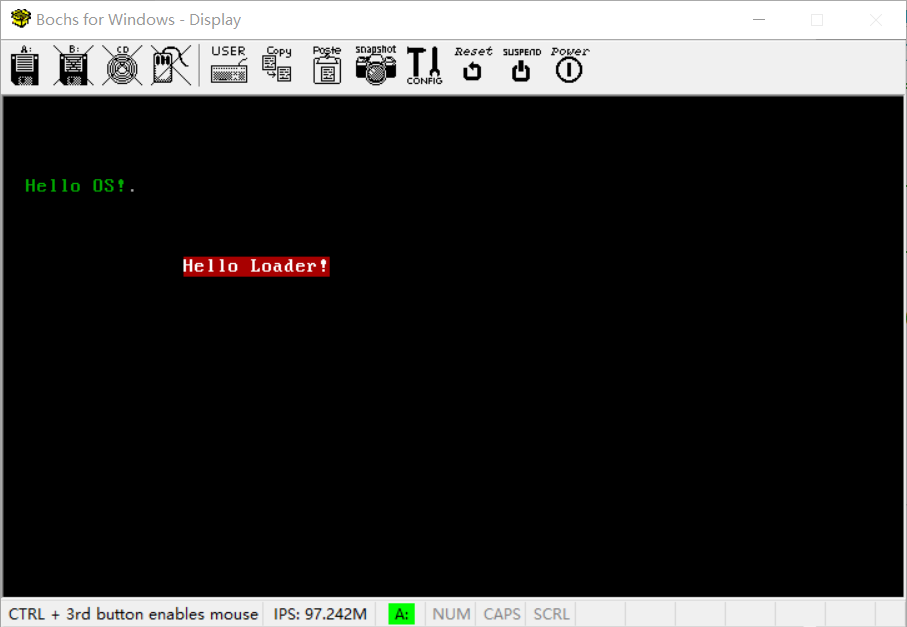 Bochs for Windows - Display
A: B: CD USER Copy Paste snapshot CONFIG Reset SUSPEND Power
Hello OS!.
Hello Loader!
CTRL + 3rd button enables mouse IPS: 97.242M A: NUM CAPS SCRL